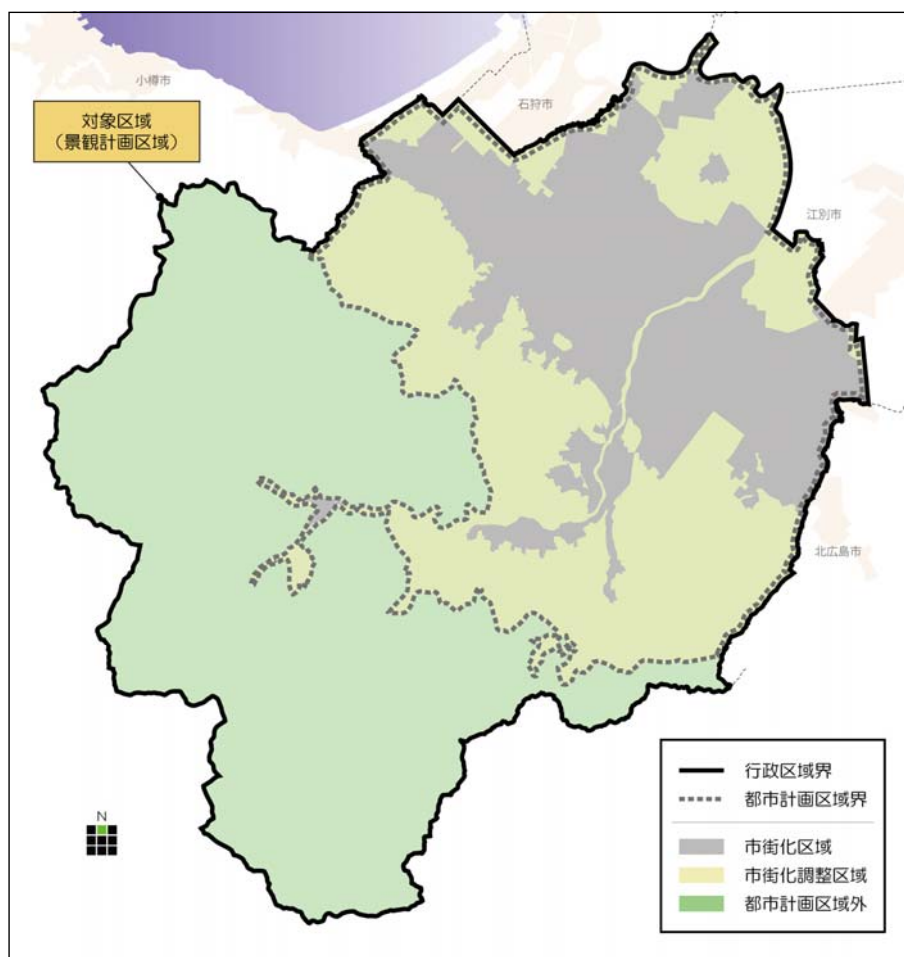 小樽市
石狩市
対象区域
（景観計画区域）
江別市
北広島市
N
行政区域界
都市計画区域界
市街化区域
市街化調整区域
都市計画区域外